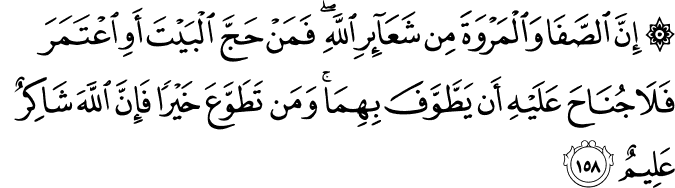 ۞ إِنَّ ٱلصَّفَا وَٱلْمَرْوَةَ مِن شَعَآئِرِ ٱللَّهِ ۖ فَمَنْ حَجَّ ٱلْبَيْتَ أَوِ ٱعْتَمَرَ
فَلَا جُنَاحَ عَلَيْهِ أَن يَطَّوَّفَ بِهِمَا ۚ وَمَن تَطَوَّعَ خَيْرًا فَإِنَّ ٱللَّهَ شَاكِرٌ
عَلِيمٌ ١٥٨